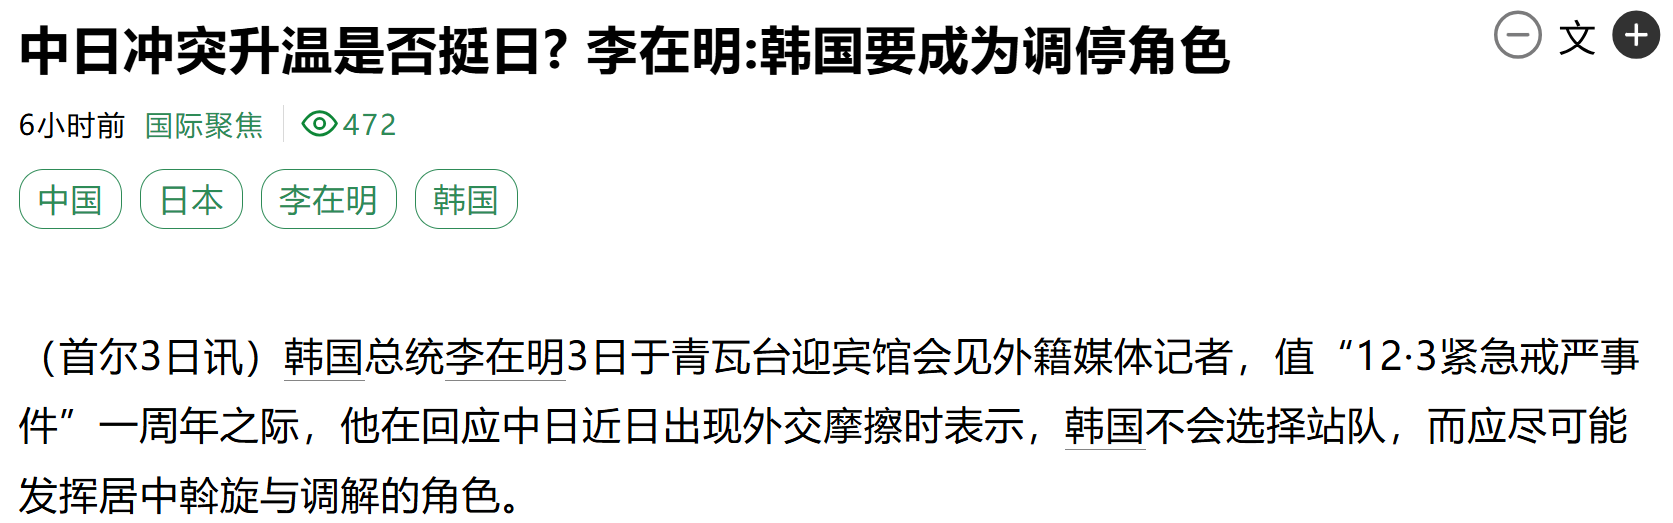 中日冲突升温是否挺日？李在明:韩国要成为调停角色
文
6小时前 国际聚焦 472
中国 日本 李在明 韩国
（首尔3日讯）韩国总统李在明3日于青瓦台迎宾馆会见外籍媒体记者，值“12·3紧急戒严事
件”一周年之际，他在回应中日近日出现外交摩擦时表示，韩国不会选择站队，而应尽可能
发挥居中斡旋与调解的角色。